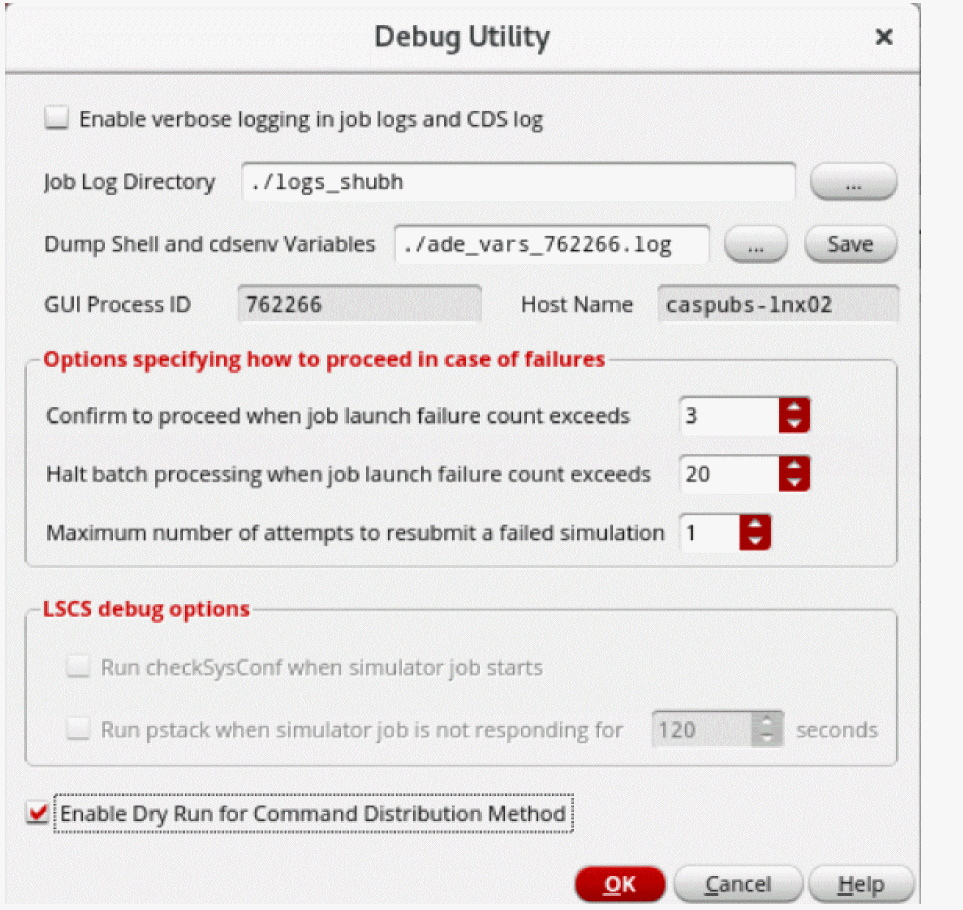 Debug Utility
Enable verbose logging in job logs and CDS log
Job Log Directory ./logs_shubh ...
Dump Shell and cdsenv Variables ./ade_vars_762266.log ... Save
GUI Process ID 762266 Host Name caspubs-lnx02
Options specifying how to proceed in case of failures
Confirm to proceed when job launch failure count exceeds 3
Halt batch processing when job launch failure count exceeds 20
Maximum number of attempts to resubmit a failed simulation 1
LSCS debug options
Run checkSysConf when simulator job starts
Run pstack when simulator job is not responding for 120 seconds
Enable Dry Run for Command Distribution Method
OK Cancel Help